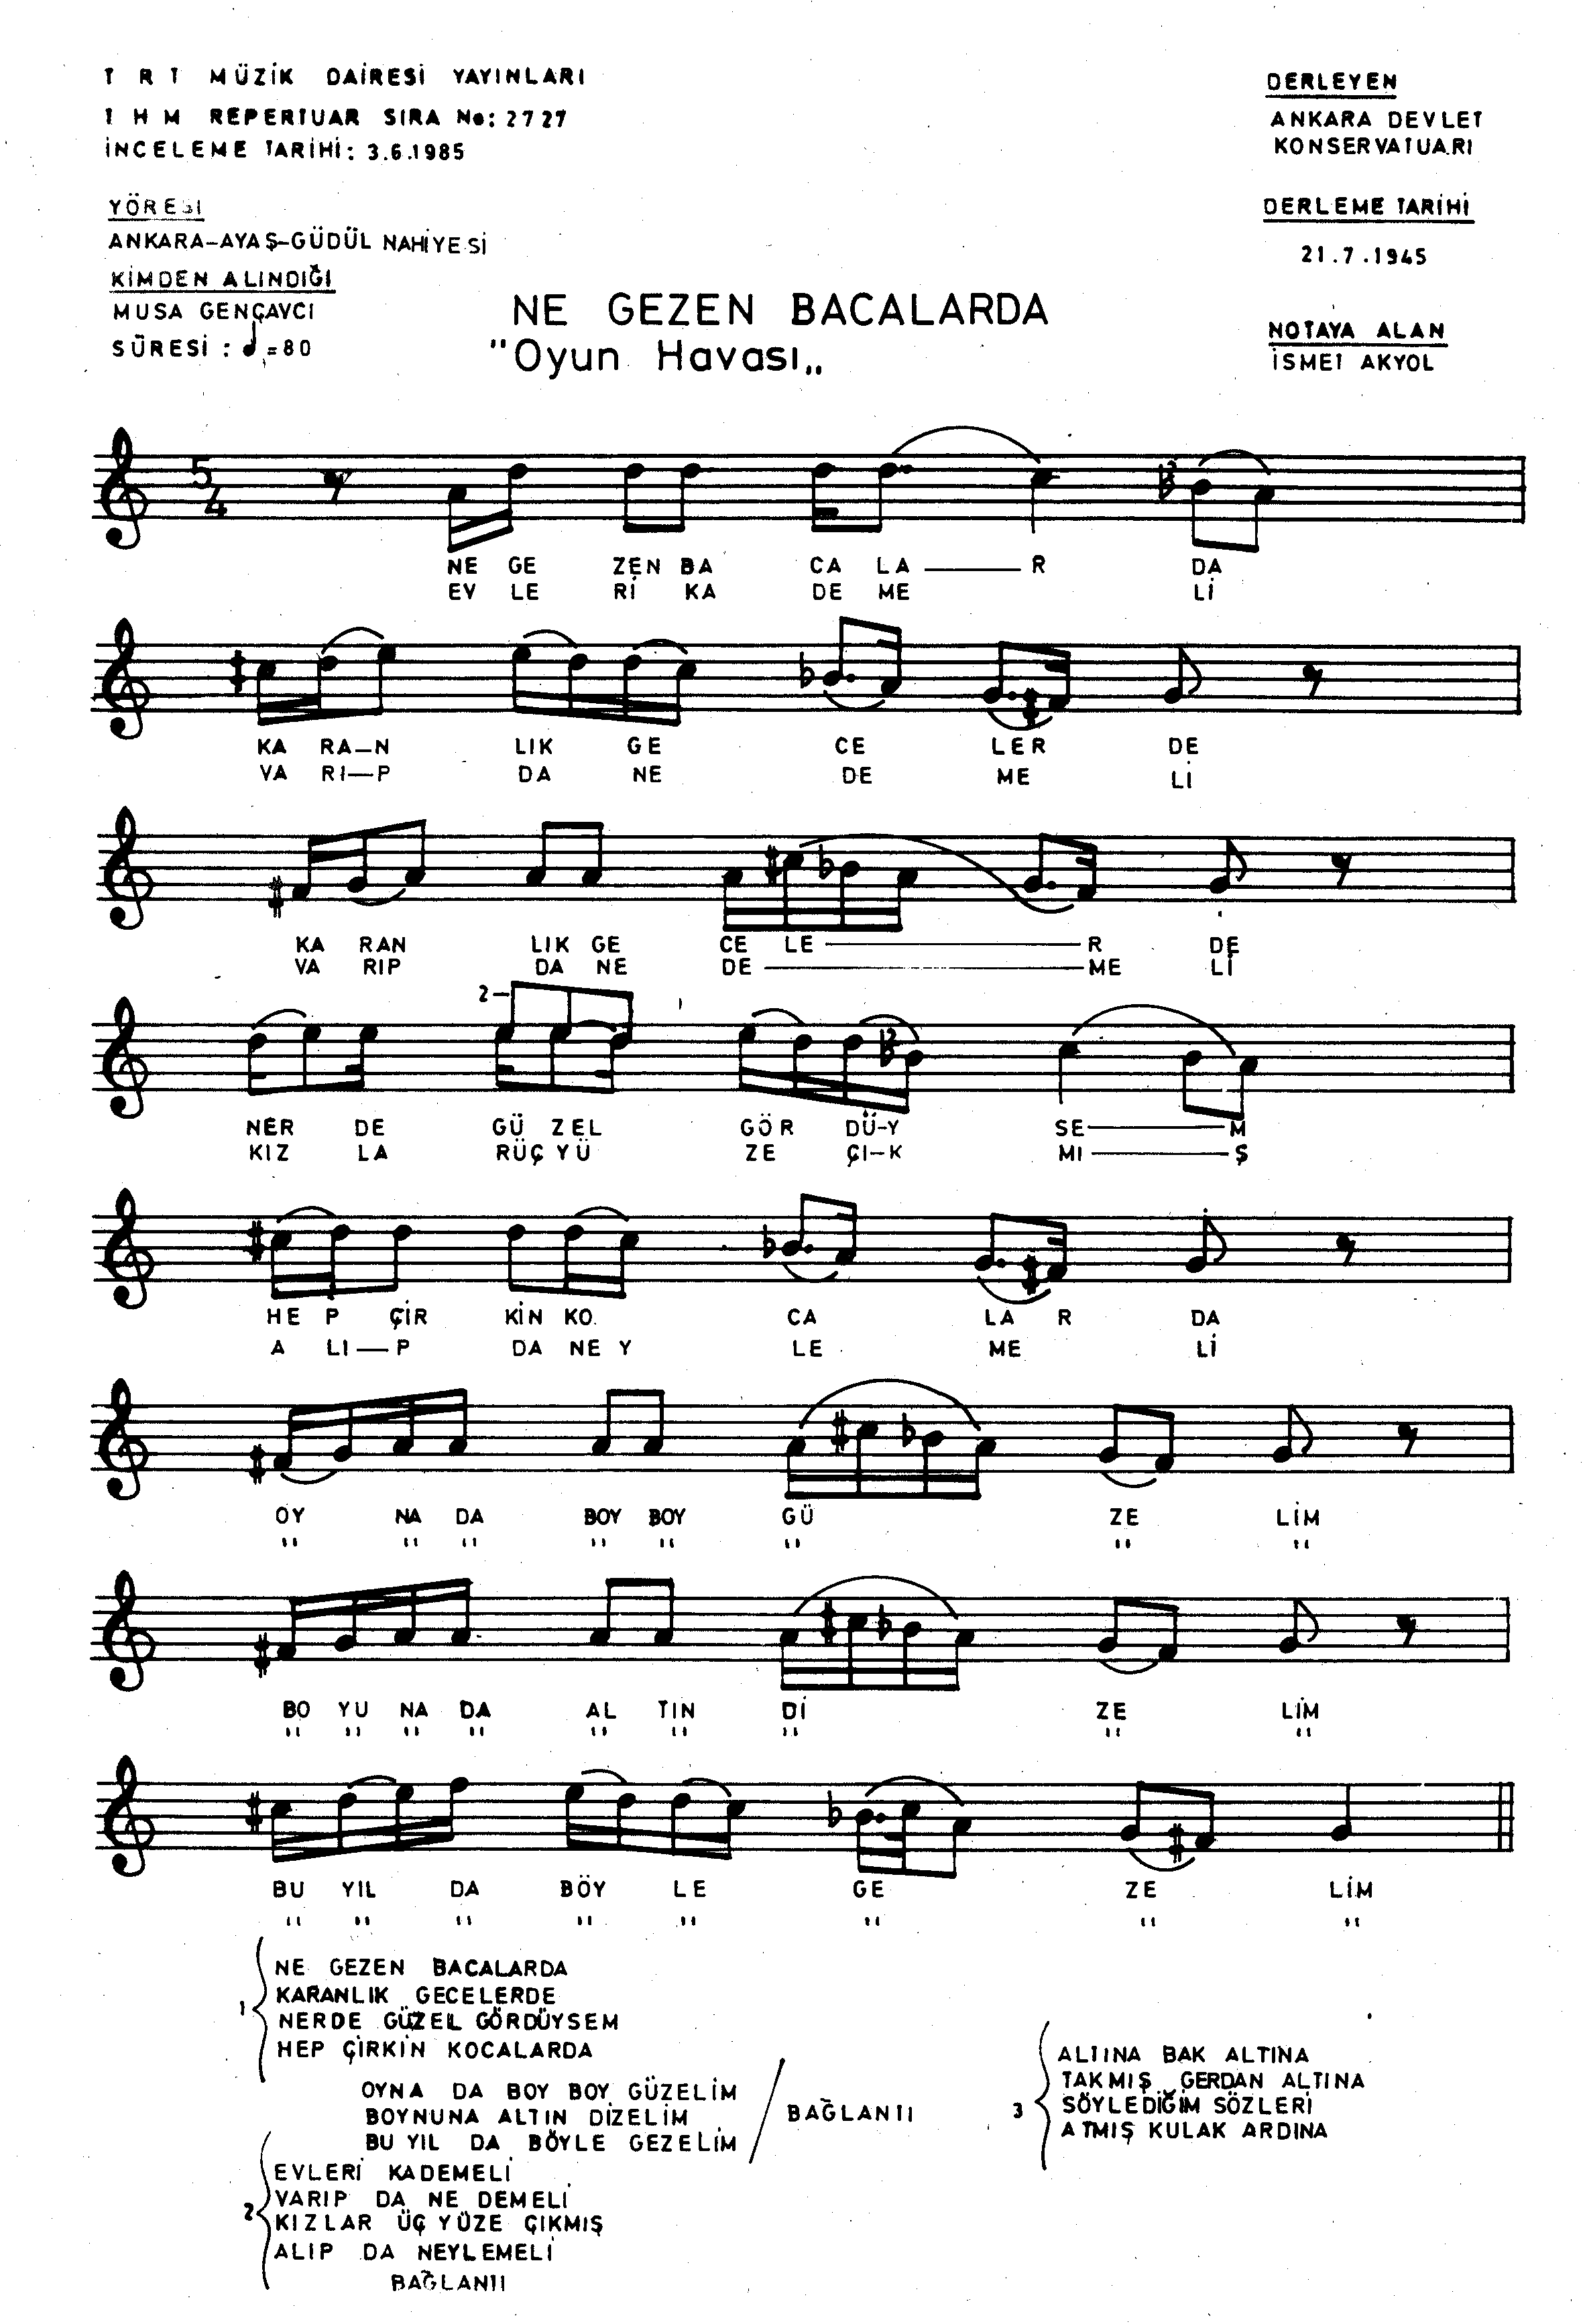 T R T MÜZİK DAİRESİ YAYINLARI
T H M REPERTUAR SIRA No: 2727
İNCELEME TARİHİ: 3.6.1985
DERLEYEN
ANKARA DEVLET
KONSERVATUARI
YÖRESİ
ANKARA-AYAŞ-GÜDÜL NAHİYESİ
KİMDEN ALINDIĞI
MUSA GENÇAVCI
SÜRESİ : ♩=80
DERLEME TARİHİ
21.7.1945
NE GEZEN BACALARDA
"Oyun Havası„
NOTAYA ALAN
İSMET AKYOL
5
4
2
NE GE ZEN BA CA LA ——— R DA
EV LE Rİ KA DE ME Lİ
KA RA—N LIK GE CE LER DE
VA RI—P DA NE DE ME Lİ
KA RAN LIK GE CE LE ——— R DE
VA RIP DA NE DE ——— ME Lİ
2—
2
NER DE GÜ ZEL GÖR DÜ-Y SE ——— M
KIZ LA RÜÇ YÜ ZE ÇI—K MI ——— Ş
HE P ÇİR KİN KO CA LA R DA
A LI—P DA NE Y LE ME Lİ
OY NA DA BOY BOY GÜ ZE LİM
" " " " " " " "
BO YU NA DA AL TIN Dİ ZE LİM
" " " " " " " " "
BU YIL DA BÖY LE GE ZE LİM
" " " " " " " "
1
NE GEZEN BACALARDA
KARANLIK GECELERDE
NERDE GÜZEL GÖRDÜYSEM
HEP ÇİRKİN KOCALARDA
OYNA DA BOY BOY GÜZELİM
BOYNUNA ALTIN DİZELİM
BU YIL DA BÖYLE GEZELİM
BAĞLANTI
2
EVLERİ KADEMELİ
VARIP DA NE DEMELİ
KIZLAR ÜÇ YÜZE ÇIKMIŞ
ALIP DA NEYLEMELİ
BAĞLANTI
3
ALTINA BAK ALTINA
TAKMIŞ GERDAN ALTINA
SÖYLEDİĞİM SÖZLERİ
ATMIŞ KULAK ARDINA